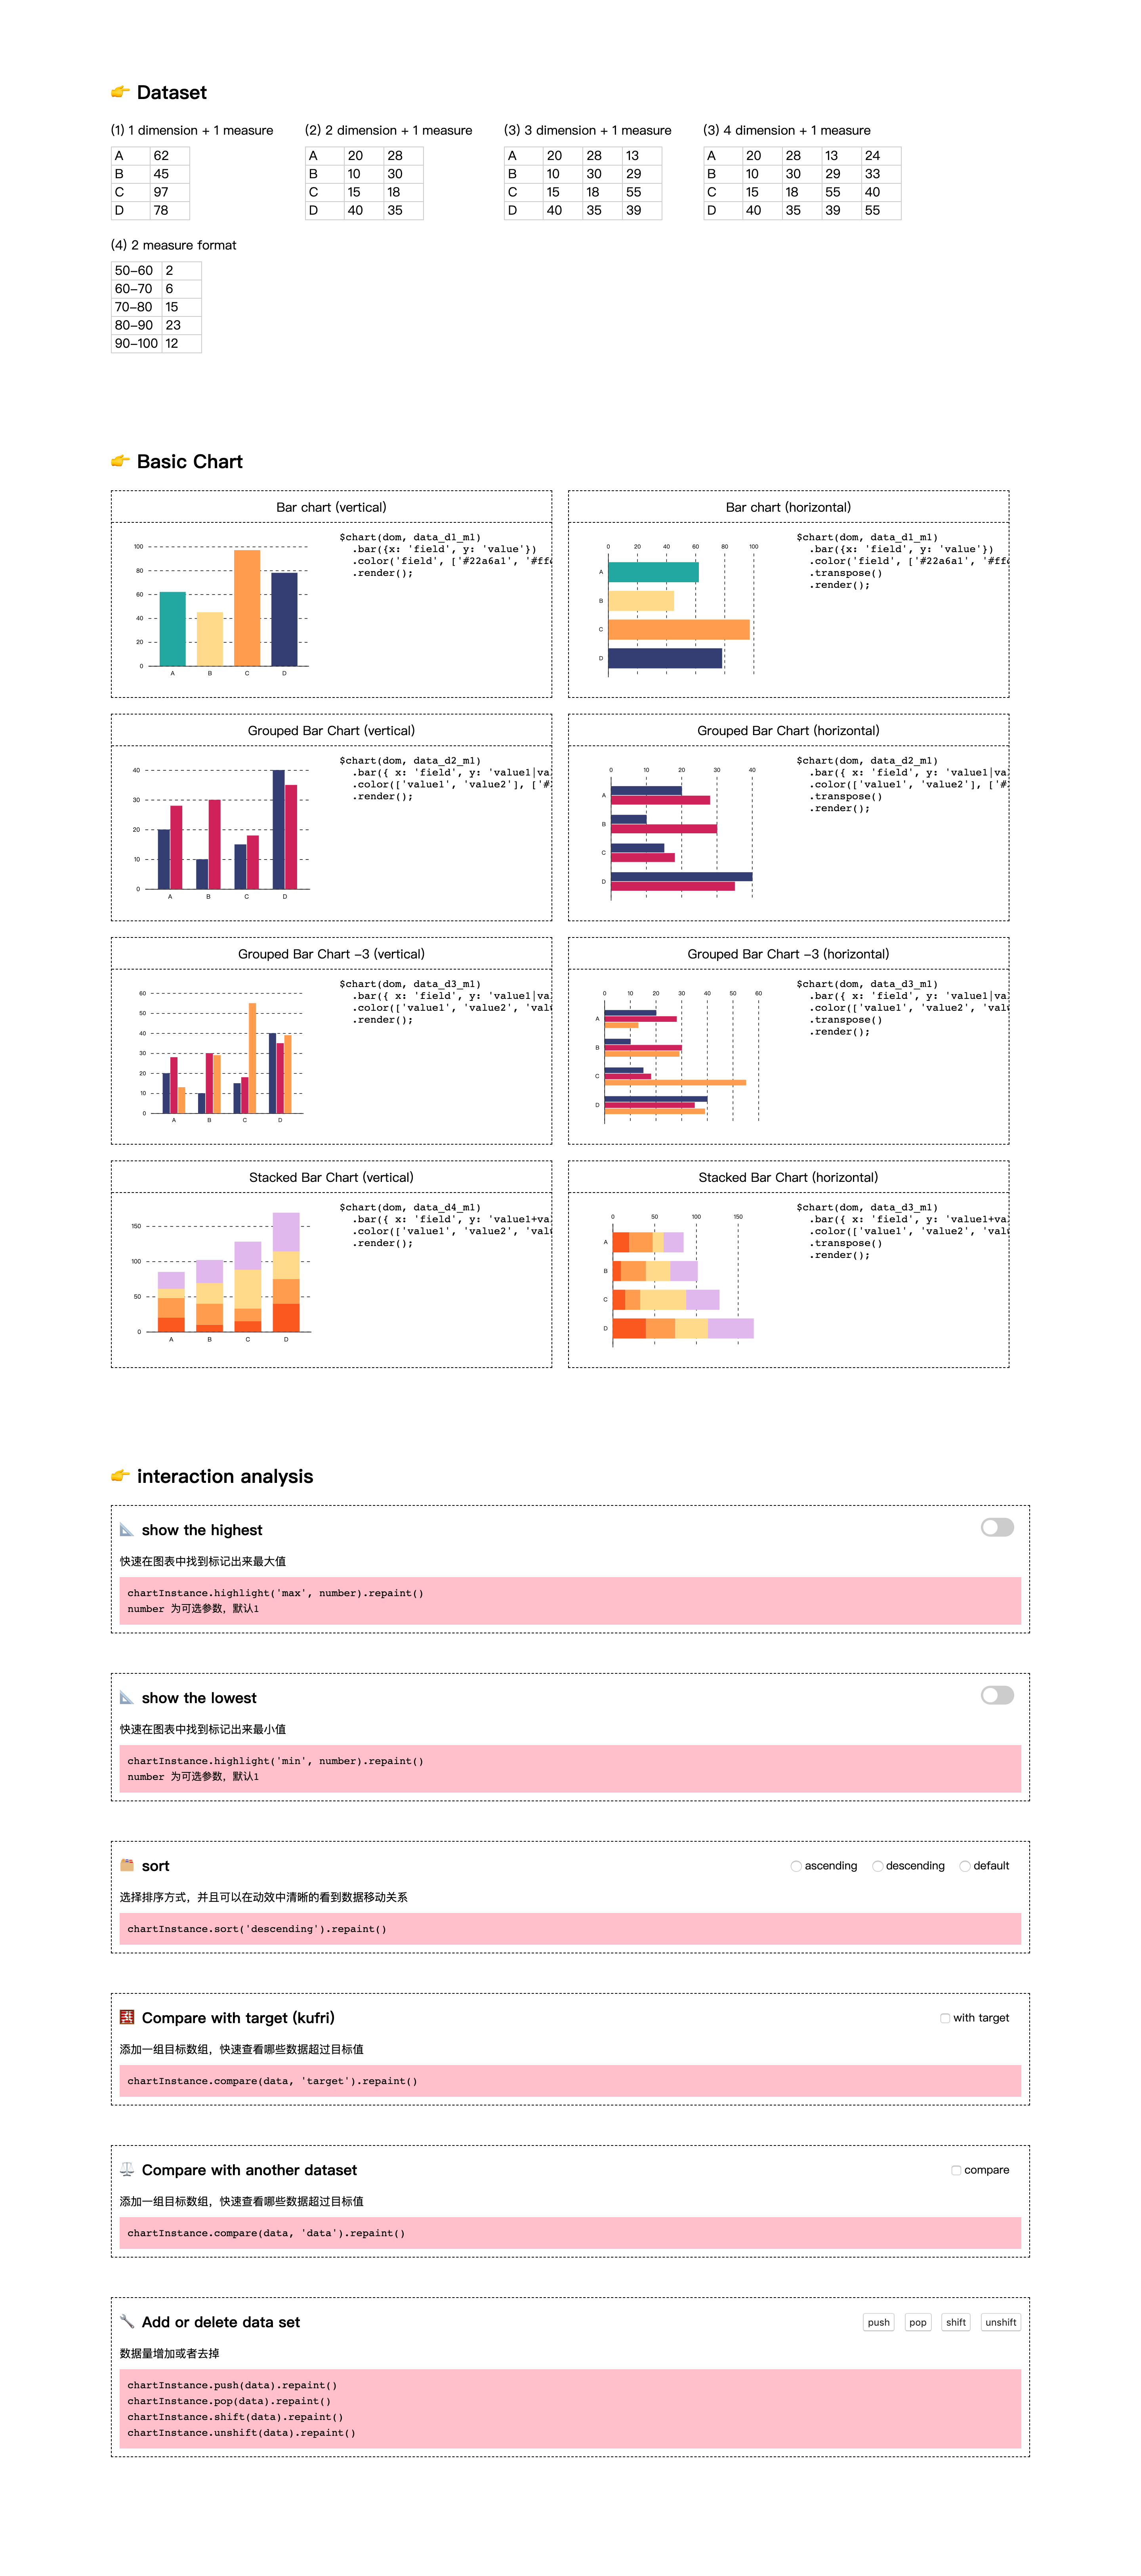 👉 Dataset
(1) 1 dimension + 1 measure
A 62
B 45
C 97
D 78
(2) 2 dimension + 1 measure
A 20 28
B 10 30
C 15 18
D 40 35
(3) 3 dimension + 1 measure
A 20 28 13
B 10 30 29
C 15 18 55
D 40 35 39
(3) 4 dimension + 1 measure
A 20 28 13 24
B 10 30 29 33
C 15 18 55 40
D 40 35 39 55
(4) 2 measure format
50-60 2
60-70 6
70-80 15
80-90 23
90-100 12
👉 Basic Chart
Bar chart (vertical)
100
80
60
40
20
0
A B C D
$chart(dom, data_d1_m1)
.bar({x: 'field', y: 'value'})
.color('field', ['#22a6a1', '#ff
.render();
Bar chart (horizontal)
0 20 40 60 80 100
A
B
C
D
$chart(dom, data_d1_m1)
.bar({x: 'field', y: 'value'})
.color('field', ['#22a6a1', '#ff
.transpose()
.render();
Grouped Bar Chart (vertical)
40
30
20
10
0
A B C D
$chart(dom, data_d2_m1)
.bar({ x: 'field', y: 'value1|va
.color(['value1', 'value2'], ['#
.render();
Grouped Bar Chart (horizontal)
0 10 20 30 40
A
B
C
D
$chart(dom, data_d2_m1)
.bar({ x: 'field', y: 'value1|va
.color(['value1', 'value2'], ['#
.transpose()
.render();
Grouped Bar Chart -3 (vertical)
60
50
40
30
20
10
0
A B C D
$chart(dom, data_d3_m1)
.bar({ x: 'field', y: 'value1|va
.color(['value1', 'value2', 'val
.render();
Grouped Bar Chart -3 (horizontal)
0 10 20 30 40 50 60
A
B
C
D
$chart(dom, data_d3_m1)
.bar({ x: 'field', y: 'value1|va
.color(['value1', 'value2', 'val
.transpose()
.render();
Stacked Bar Chart (vertical)
150
100
50
0
A B C D
$chart(dom, data_d4_m1)
.bar({ x: 'field', y: 'value1+va
.color(['value1', 'value2', 'val
.render();
Stacked Bar Chart (horizontal)
0 50 100 150
A
B
C
D
$chart(dom, data_d3_m1)
.bar({ x: 'field', y: 'value1+va
.color(['value1', 'value2', 'val
.transpose()
.render();
👉 interaction analysis
📐 show the highest
快速在图表中找到标记出来最大值
chartInstance.highlight('max', number).repaint()
number 为可选参数，默认1
📐 show the lowest
快速在图表中找到标记出来最小值
chartInstance.highlight('min', number).repaint()
number 为可选参数，默认1
🗂 sort ascending descending default
选择排序方式，并且可以在动效中清晰的看到数据移动关系
chartInstance.sort('descending').repaint()
Compare with target (kufri) with target
添加一组目标数组，快速查看哪些数据超过目标值
chartInstance.compare(data, 'target').repaint()
⚖️ Compare with another dataset compare
添加一组目标数组，快速查看哪些数据超过目标值
chartInstance.compare(data, 'data').repaint()
🔧 Add or delete data set push pop shift unshift
数据量增加或者去掉
chartInstance.push(data).repaint()
chartInstance.pop(data).repaint()
chartInstance.shift(data).repaint()
chartInstance.unshift(data).repaint()